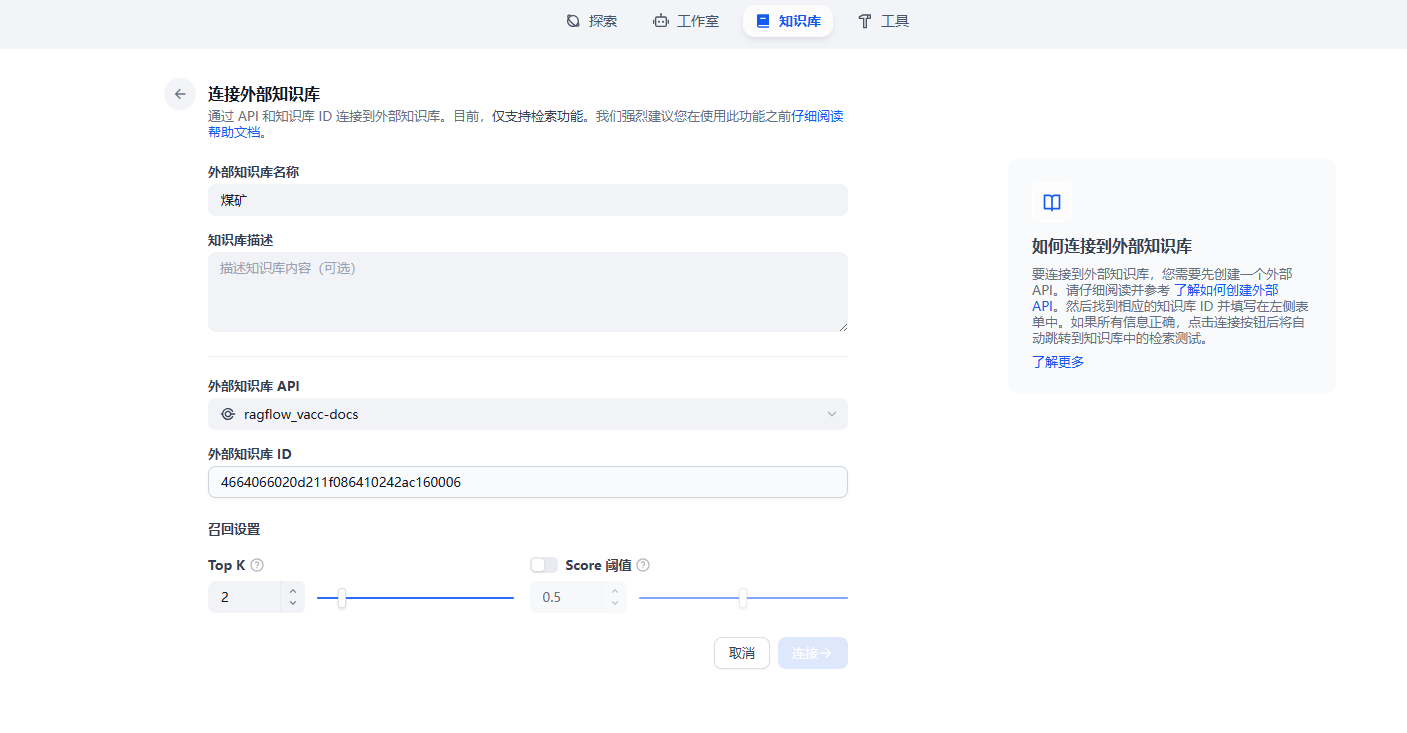 探索 工作室 知识库 工具
连接外部知识库
通过 API 和知识库 ID 连接到外部知识库。目前，仅支持检索功能。我们强烈建议您在使用此功能之前仔细阅读
帮助文档。
外部知识库名称
煤矿
知识库描述
描述知识库内容（可选）
外部知识库 API
ragflow_vacc-docs
外部知识库 ID
4664066020d211f086410242ac160006
召回设置
Top K Score 阈值
2 0.5
取消 连接
如何连接到外部知识库
要连接到外部知识库，您需要先创建一个外部
API。请仔细阅读并参考 了解如何创建外部
API。然后找到相应的知识库 ID 并填写在左侧表
单中。如果所有信息正确，点击连接按钮后将自
动跳转到知识库中的检索测试。
了解更多